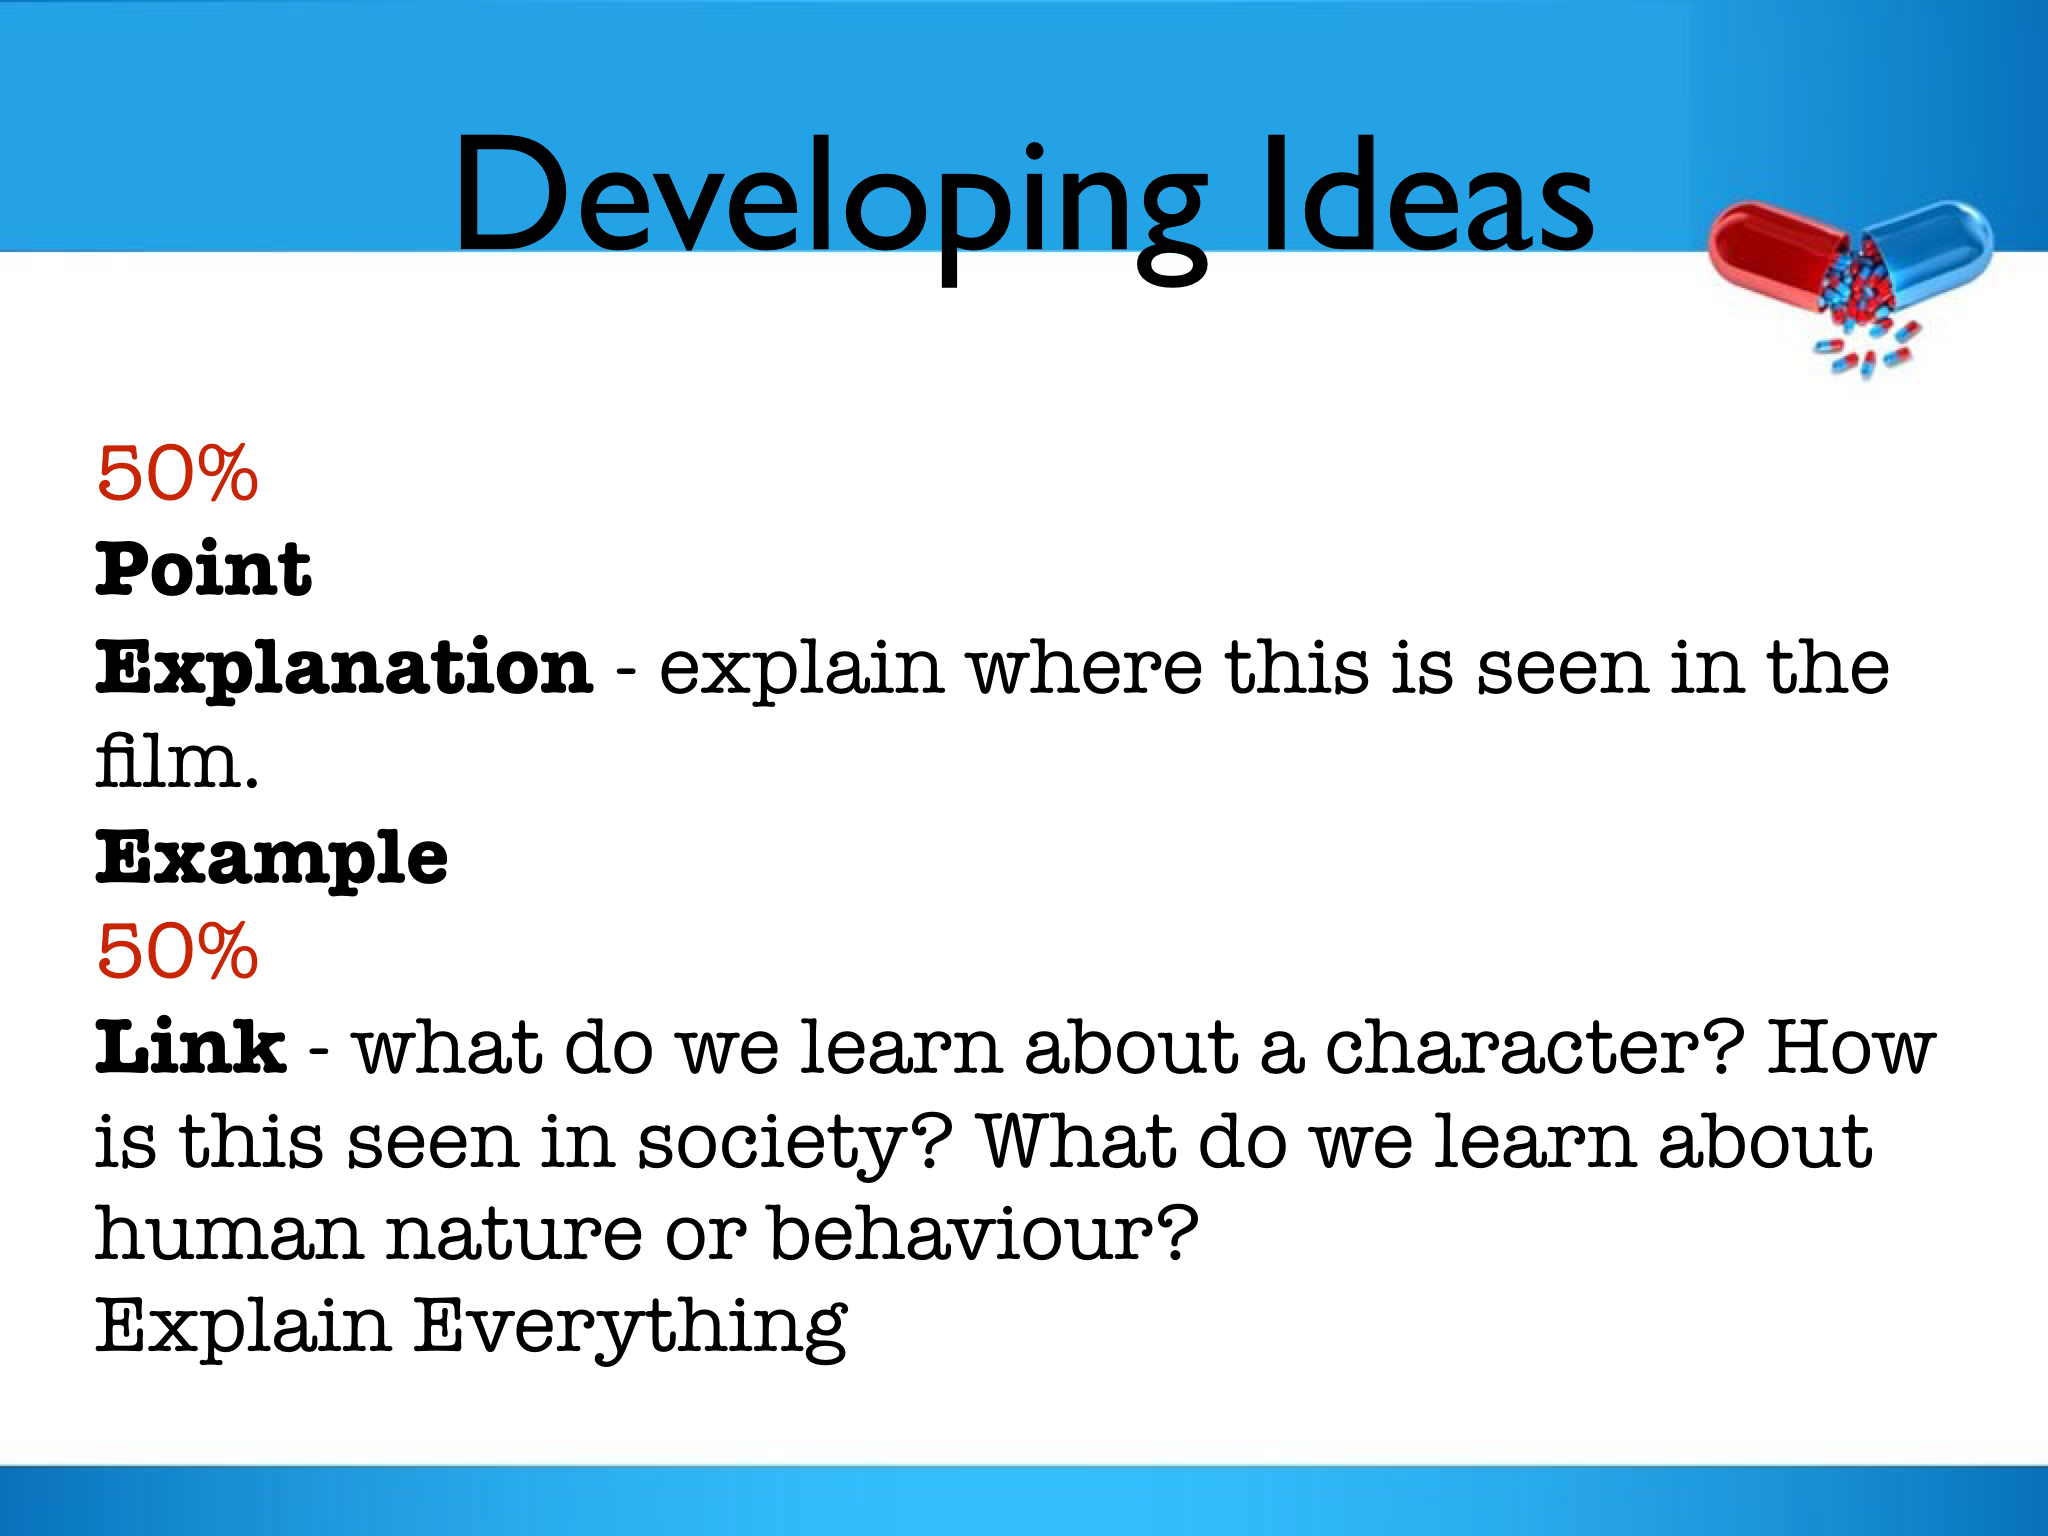 Developing Ideas
50%
Point
Explanation - explain where this is seen in the
film.
Example
50%
Link - what do we learn about a character? How
is this seen in society? What do we learn about
human nature or behaviour?
Explain Everything